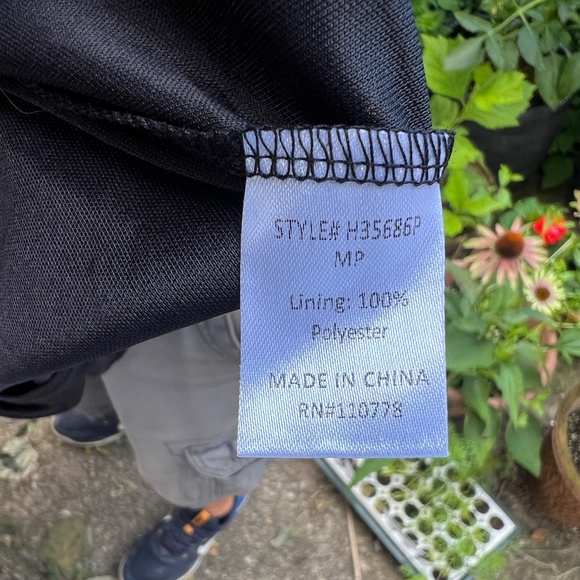 STYLE# H35686P
MP
Lining: 100%
Polyester
MADE IN CHINA
RN#110778